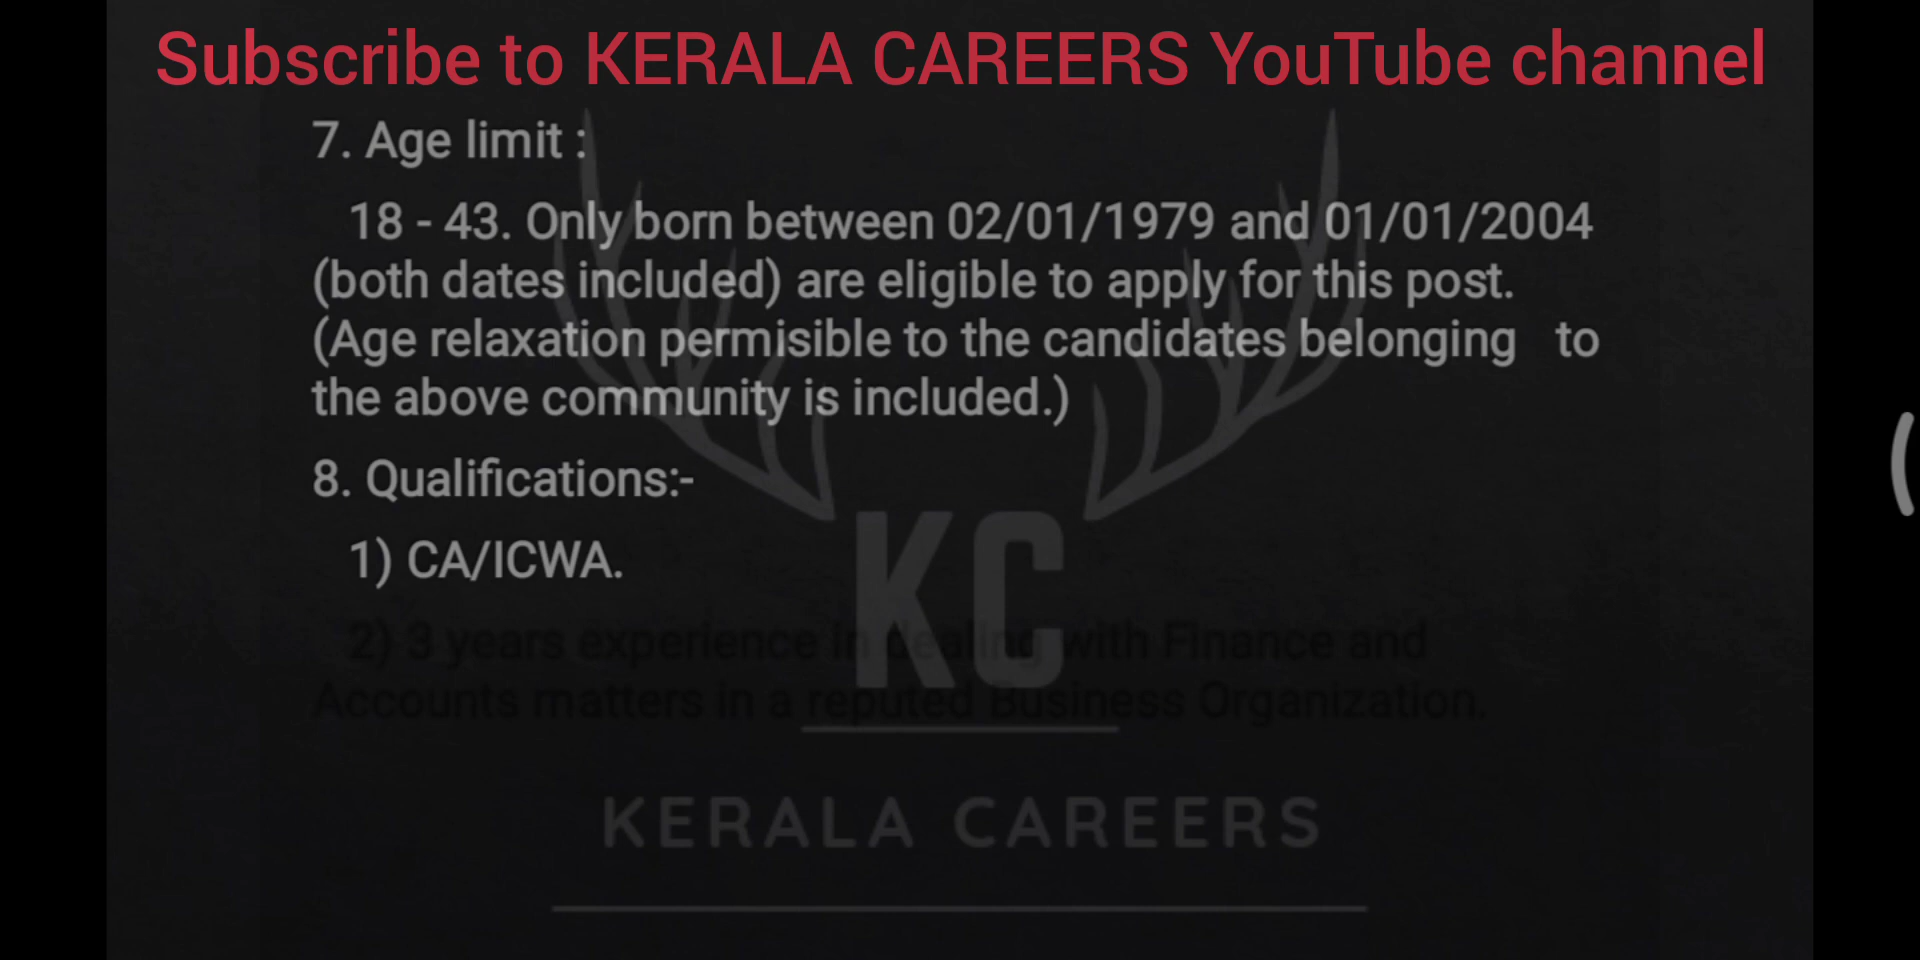 Subscribe to KERALA CAREERS YouTube channel
7. Age limit :
18 - 43. Only born between 02/01/1979 and 01/01/2004
(both dates included) are eligible to apply for this post.
(Age relaxation permisible to the candidates belonging to
the above community is included.)
8. Qualifications:-
1) CA/ICWA.
2) 3 years experience in dealing with Finance and
Accounts matters in a reputed Business Organization.
KC
KERALA CAREERS